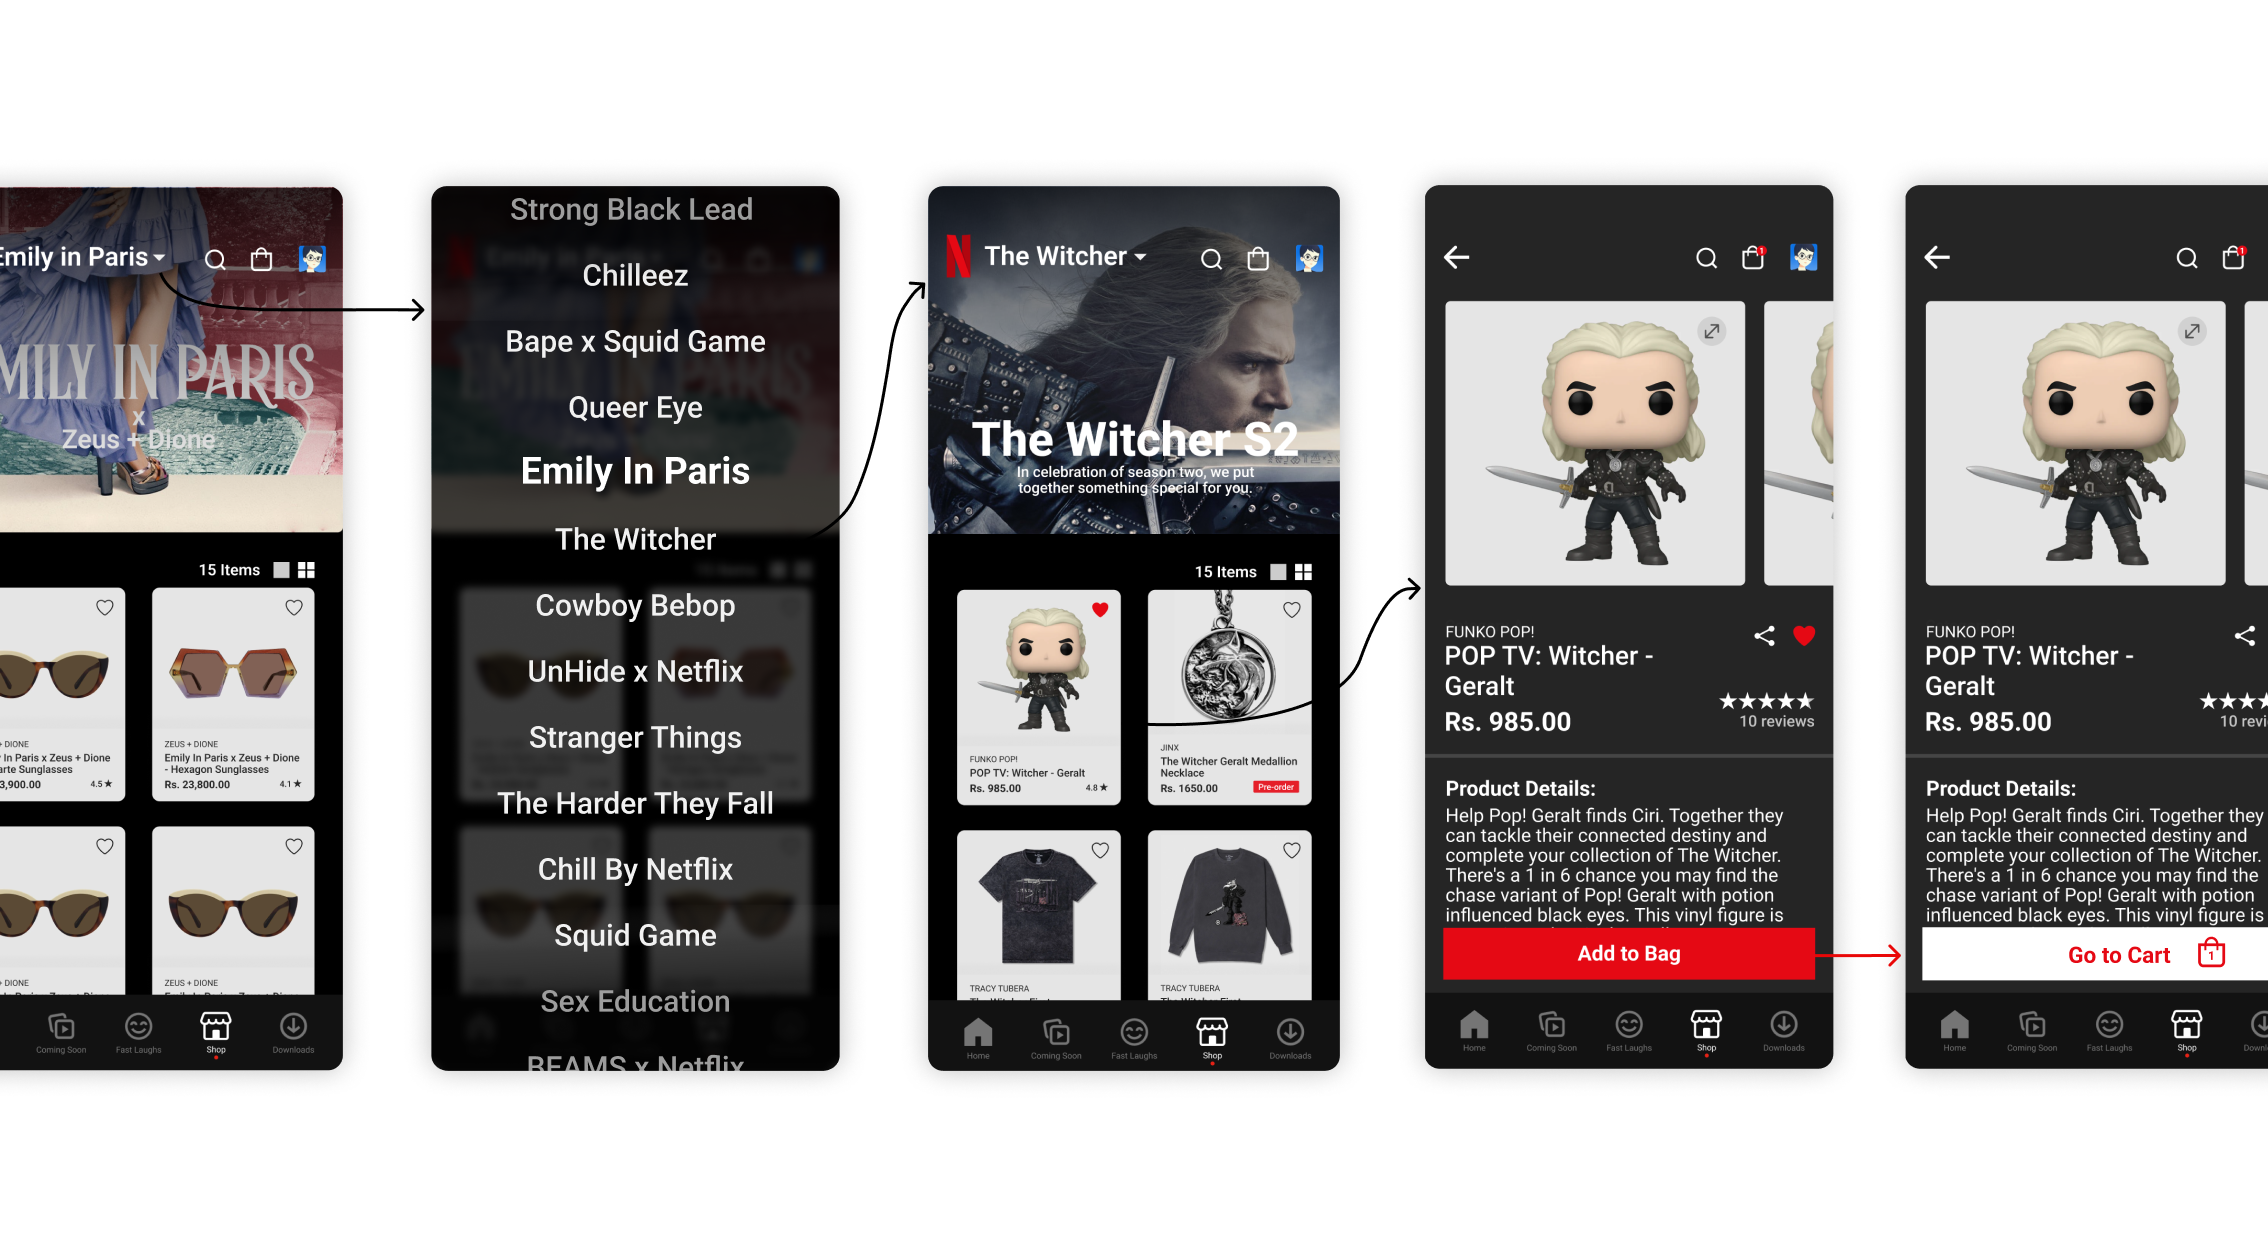 Emily in Paris
EMILY IN PARIS
x
Zeus + Dione
15 Items
+ DIONE
In Paris x Zeus + Dione
Sunglasses
3,900.00
4.5 ★
ZEUS + DIONE
Emily In Paris x Zeus + Dione
- Hexagon Sunglasses
Rs. 23,800.00
4.1 ★
+ DIONE
ZEUS + DIONE
Coming Soon
Fast Laughs
Shop
Downloads
Strong Black Lead
Chilleez
Bape x Squid Game
Queer Eye
Emily In Paris
The Witcher
Cowboy Bebop
UnHide x Netflix
Stranger Things
The Harder They Fall
Chill By Netflix
Squid Game
Sex Education
BEAMS x Netflix
N
The Witcher
The Witcher S2
In celebration of season two, we put
together something special for you.
15 Items
FUNKO POP!
POP TV: Witcher - Geralt
Rs. 985.00
4.8 ★
JINX
The Witcher Geralt Medallion
Necklace
Rs. 1650.00
Pre-order
TRACY TUBERA
TRACY TUBERA
Home
Coming Soon
Fast Laughs
Shop
Downloads
1
FUNKO POP!
POP TV: Witcher -
Geralt
Rs. 985.00
10 reviews
Product Details:
Help Pop! Geralt finds Ciri. Together they
can tackle their connected destiny and
complete your collection of The Witcher.
There's a 1 in 6 chance you may find the
chase variant of Pop! Geralt with potion
influenced black eyes. This vinyl figure is
Add to Bag
Home
Coming Soon
Fast Laughs
Shop
Downloads
1
FUNKO POP!
POP TV: Witcher -
Geralt
Rs. 985.00
10 revi
Product Details:
Help Pop! Geralt finds Ciri. Together they
can tackle their connected destiny and
complete your collection of The Witcher.
There's a 1 in 6 chance you may find the
chase variant of Pop! Geralt with potion
influenced black eyes. This vinyl figure is
Go to Cart
1
Home
Coming Soon
Fast Laughs
Shop
Downl